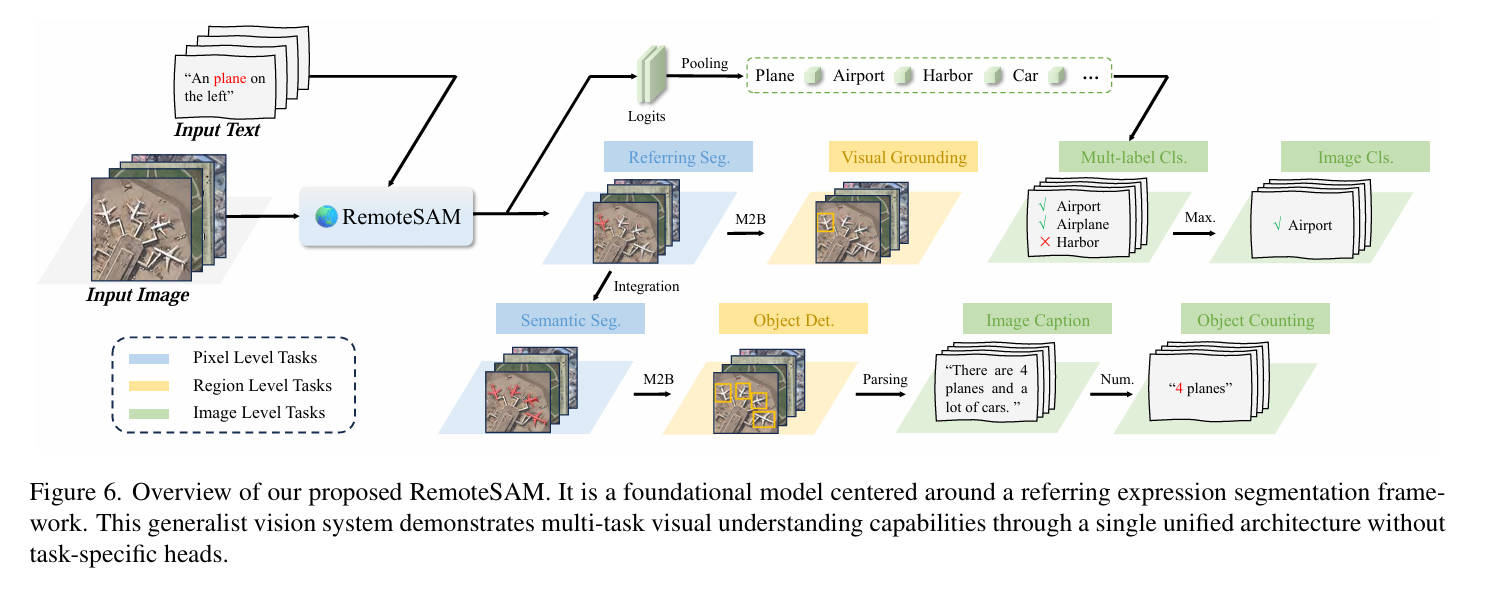 “An plane on
the left”
Input Text
Input Image
RemoteSAM
Logits
Pooling
Plane Airport Harbor Car ...
Referring Seg.
Visual Grounding
Mult-label Cls.
Image Cls.
M2B
√ Airport
√ Airplane
× Harbor
Max.
√ Airport
Integration
Semantic Seg.
Object Det.
Image Caption
Object Counting
M2B
Parsing
“There are 4
planes and a
lot of cars. ”
Num.
“4 planes”
Pixel Level Tasks
Region Level Tasks
Image Level Tasks
Figure 6. Overview of our proposed RemoteSAM. It is a foundational model centered around a referring expression segmentation frame-
work. This generalist vision system demonstrates multi-task visual understanding capabilities through a single unified architecture without
task-specific heads.